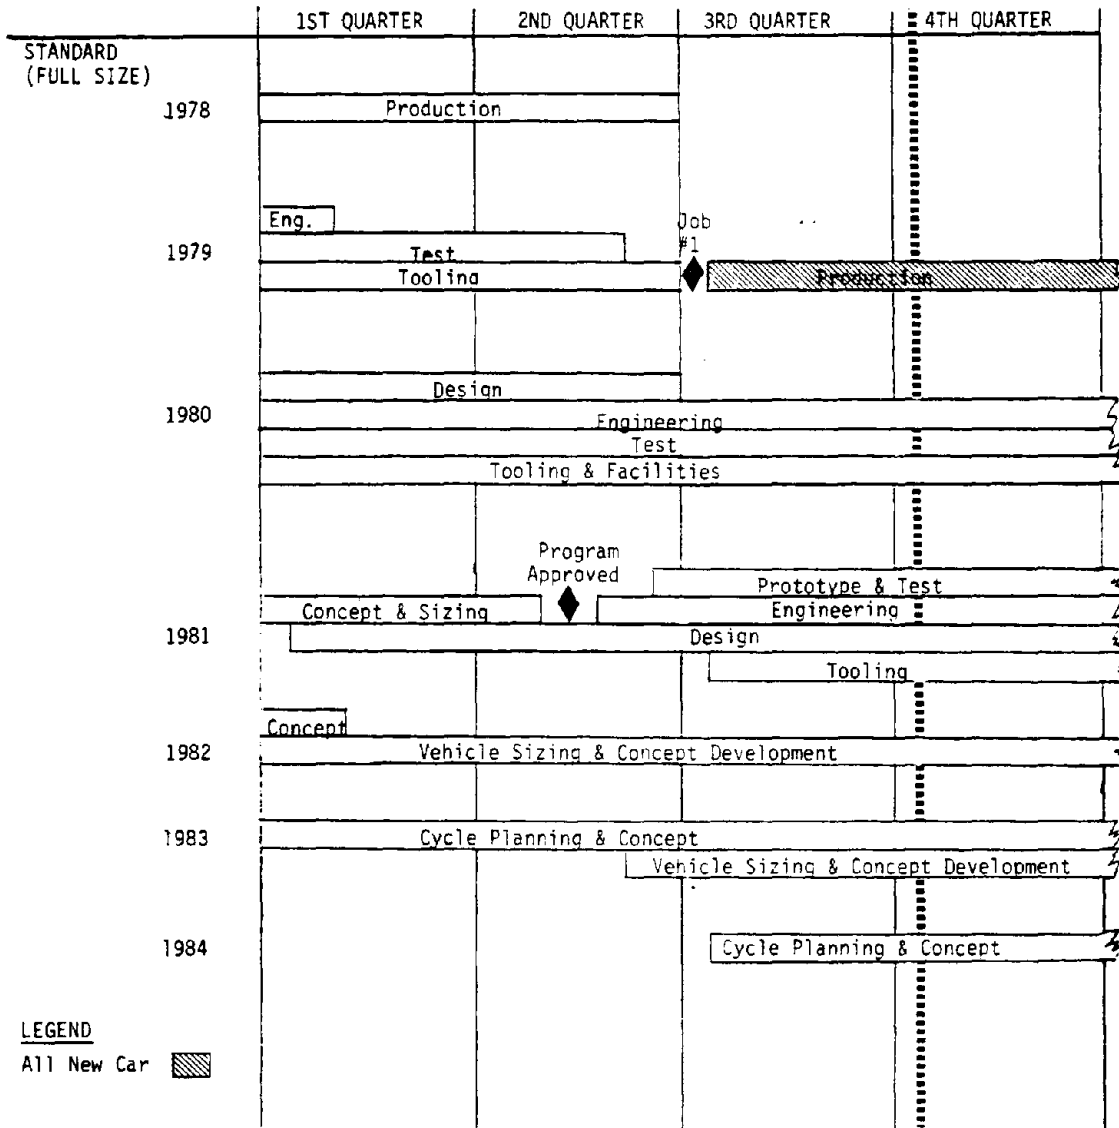 1ST QUARTER 2ND QUARTER 3RD QUARTER 4TH QUARTER
STANDARD
(FULL SIZE)
1978 Production
Eng.
Job
#1
1979 Test
Tooling Production
Design
1980 Engineering
Test
Tooling & Facilities
Program
Approved
Prototype & Test
Concept & Sizing Engineering
1981 Design
Tooling
Concept
1982 Vehicle Sizing & Concept Development
1983 Cycle Planning & Concept
Vehicle Sizing & Concept Development
1984 Cycle Planning & Concept
LEGEND
All New Car